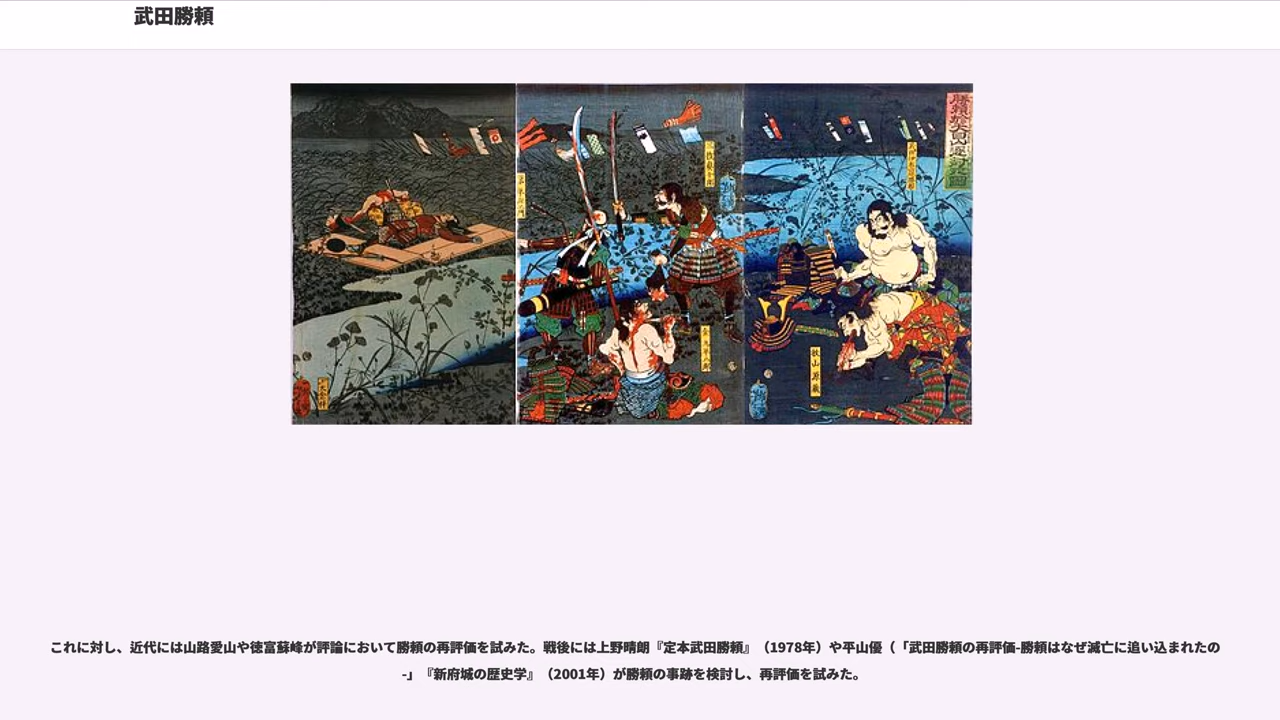 武田勝頼
秋山源蔵
これに対し、近代には山路愛山や徳富蘇峰が評論において勝頼の再評価を試みた。戦後には上野晴朗『定本武田勝頼』（1978年）や平山優（「武田勝頼の再評価-勝頼はなぜ滅亡に追い込まれたの
-」『新府城の歴史学』（2001年）が勝頼の事跡を検討し、再評価を試みた。